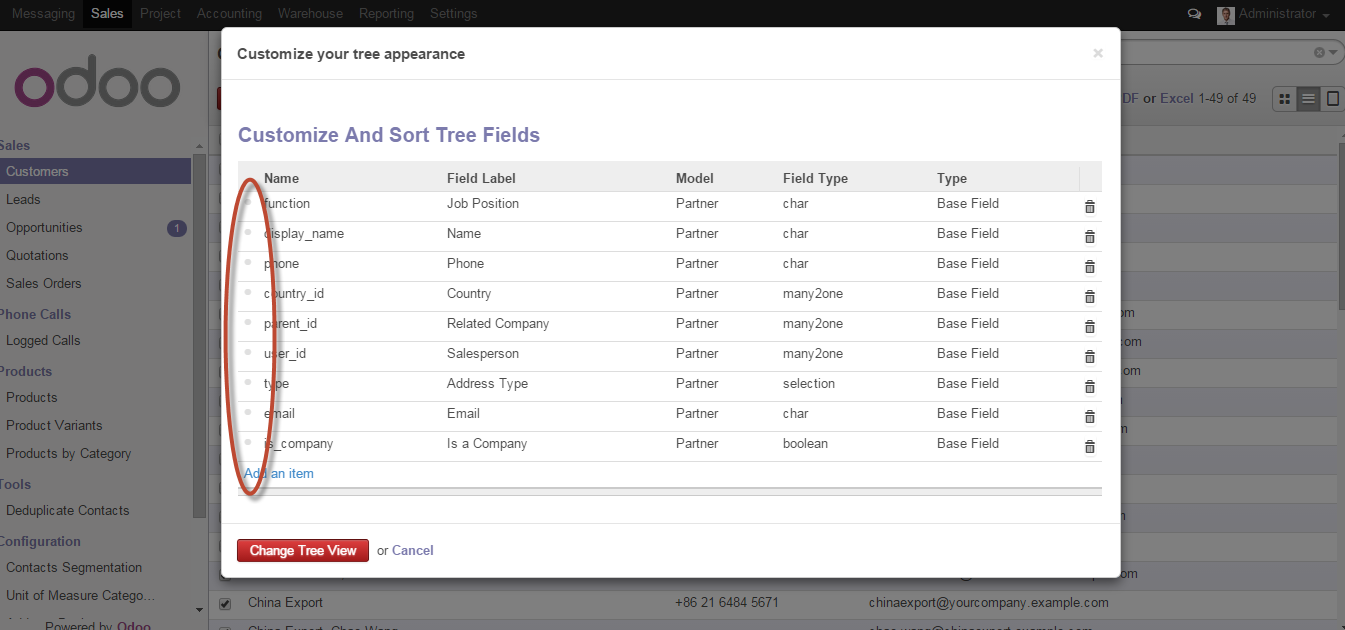 Messaging Sales Project Accounting Warehouse Reporting Settings Administrator
Customize your tree appearance ×
odoo
DF or Excel 1-49 of 49
Customize And Sort Tree Fields
Sales
Customers
Leads
Opportunities 1
Quotations
Sales Orders
Phone Calls
Logged Calls
Products
Products
Product Variants
Products by Category
Tools
Deduplicate Contacts
Configuration
Contacts Segmentation
Unit of Measure Catego...
Powered by Odoo
Name Field Label Model Field Type Type
function Job Position Partner char Base Field
display_name Name Partner char Base Field
phone Phone Partner char Base Field
country_id Country Partner many2one Base Field
parent_id Related Company Partner many2one Base Field
user_id Salesperson Partner many2one Base Field
type Address Type Partner selection Base Field
email Email Partner char Base Field
is_company Is a Company Partner boolean Base Field
Add an item
Change Tree View or Cancel
om
.com
om
m
om
China Export +86 21 6484 5671 chinaexport@yourcompany.example.com